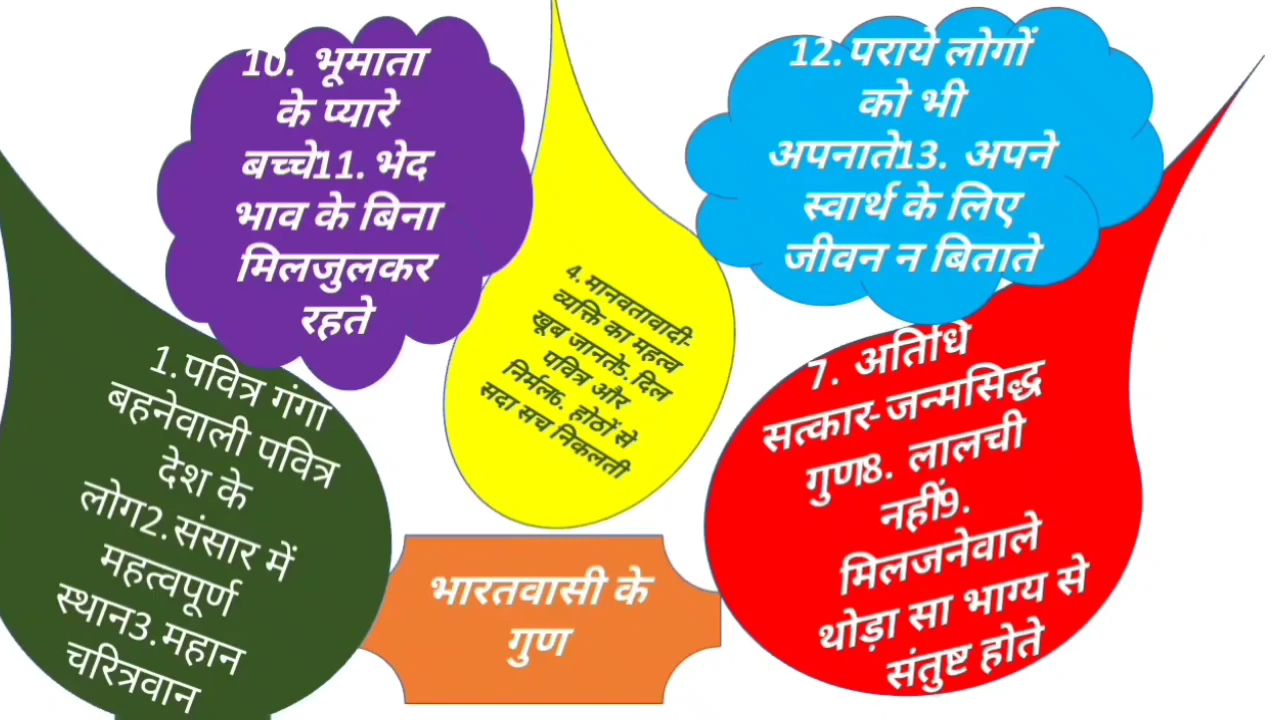 10. भूमाता
के प्यारे
बच्चे11. भेद
भाव के बिना
मिलजुलकर
रहते
12. पराये लोगों
को भी
अपनाते13. अपने
स्वार्थ के लिए
जीवन न बिताते
4. मानवतावादी-
व्यक्ति का महत्व
खूब जानते5. दिल
पवित्र और
निर्मल6. होठों से
सदा सच निकलती
1.पवित्र गंगा
बहनेवाली पवित्र
देश के
लोग2.संसार में
महत्वपूर्ण
स्थान3.महान
चरित्रवान
7. अतिधि
सत्कार-जन्मसिद्ध
गुण8. लालची
नहीं9.
मिलजनेवाले
थोड़ा सा भाग्य से
संतुष्ट होते
भारतवासी के
गुण